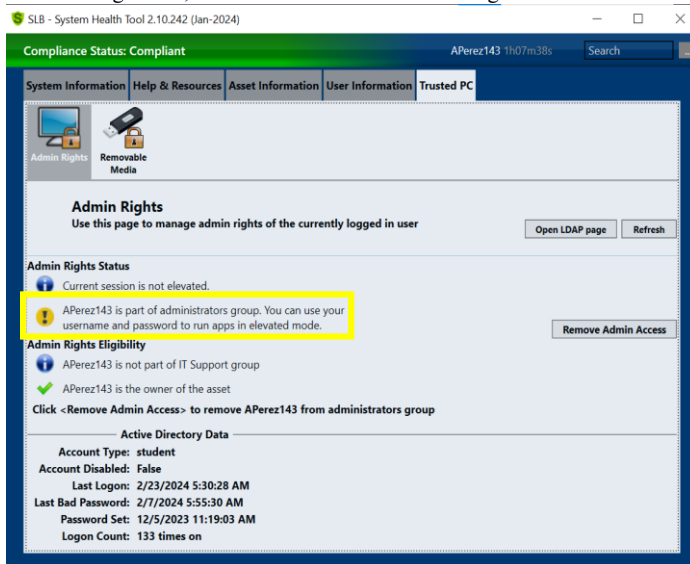 SLB - System Health Tool 2.10.242 (Jan-2024)
Compliance Status: Compliant
APerez143 1h07m38s
Search
System Information
Help & Resources
Asset Information
User Information
Trusted PC
Admin Rights
Removable
Media
Admin Rights
Use this page to manage admin rights of the currently logged in user
Open LDAP page
Refresh
Admin Rights Status
Current session is not elevated.
APerez143 is part of administrators group. You can use your
username and password to run apps in elevated mode.
Remove Admin Access
Admin Rights Eligibility
APerez143 is not part of IT Support group
APerez143 is the owner of the asset
Click <Remove Admin Access> to remove APerez143 from administrators group
Active Directory Data
Account Type: student
Account Disabled: False
Last Logon: 2/23/2024 5:30:28 AM
Last Bad Password: 2/7/2024 5:55:30 AM
Password Set: 12/5/2023 11:19:03 AM
Logon Count: 133 times on